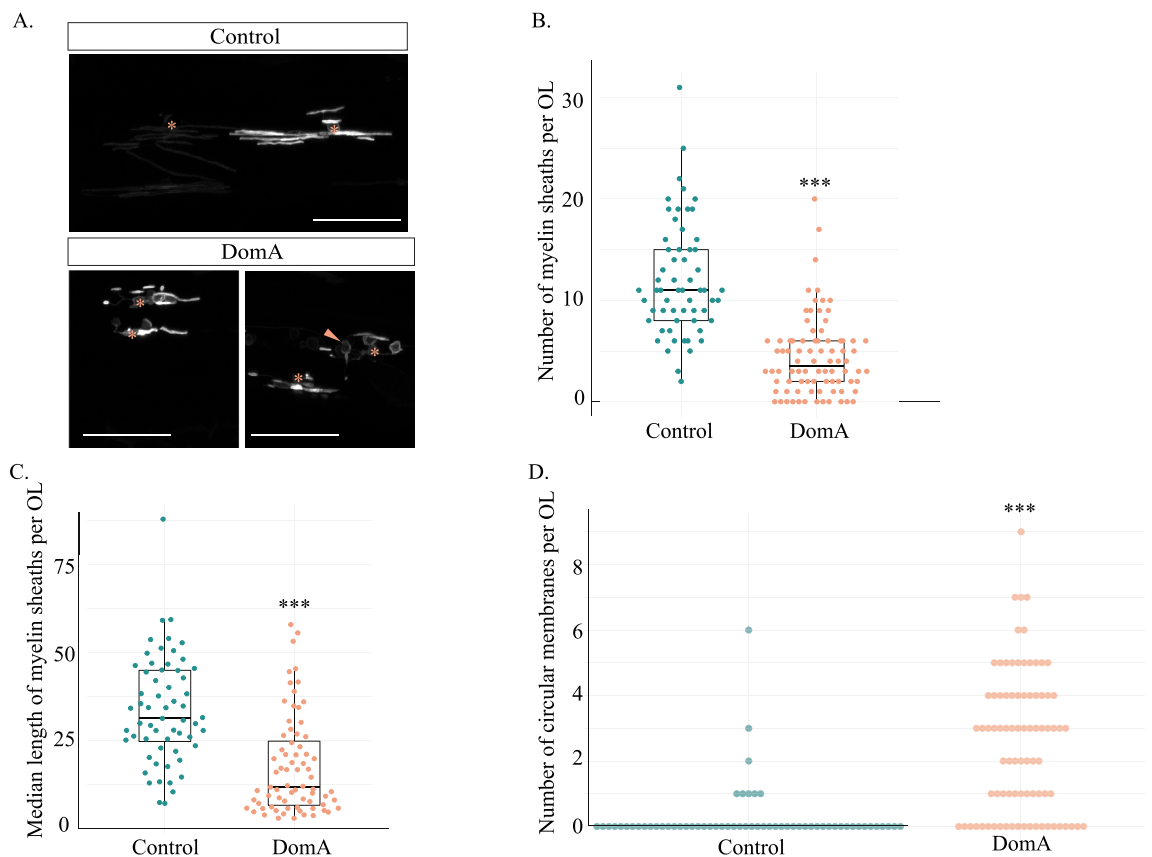 A.
Control
*
*
DomA
*
*
*
*
B.
Number of myelin sheaths per OL
30
20
10
0
***
Control
DomA
C.
Median length of myelin sheaths per OL
75
50
25
0
***
Control
DomA
D.
Number of circular membranes per OL
8
6
4
2
0
***
Control
DomA